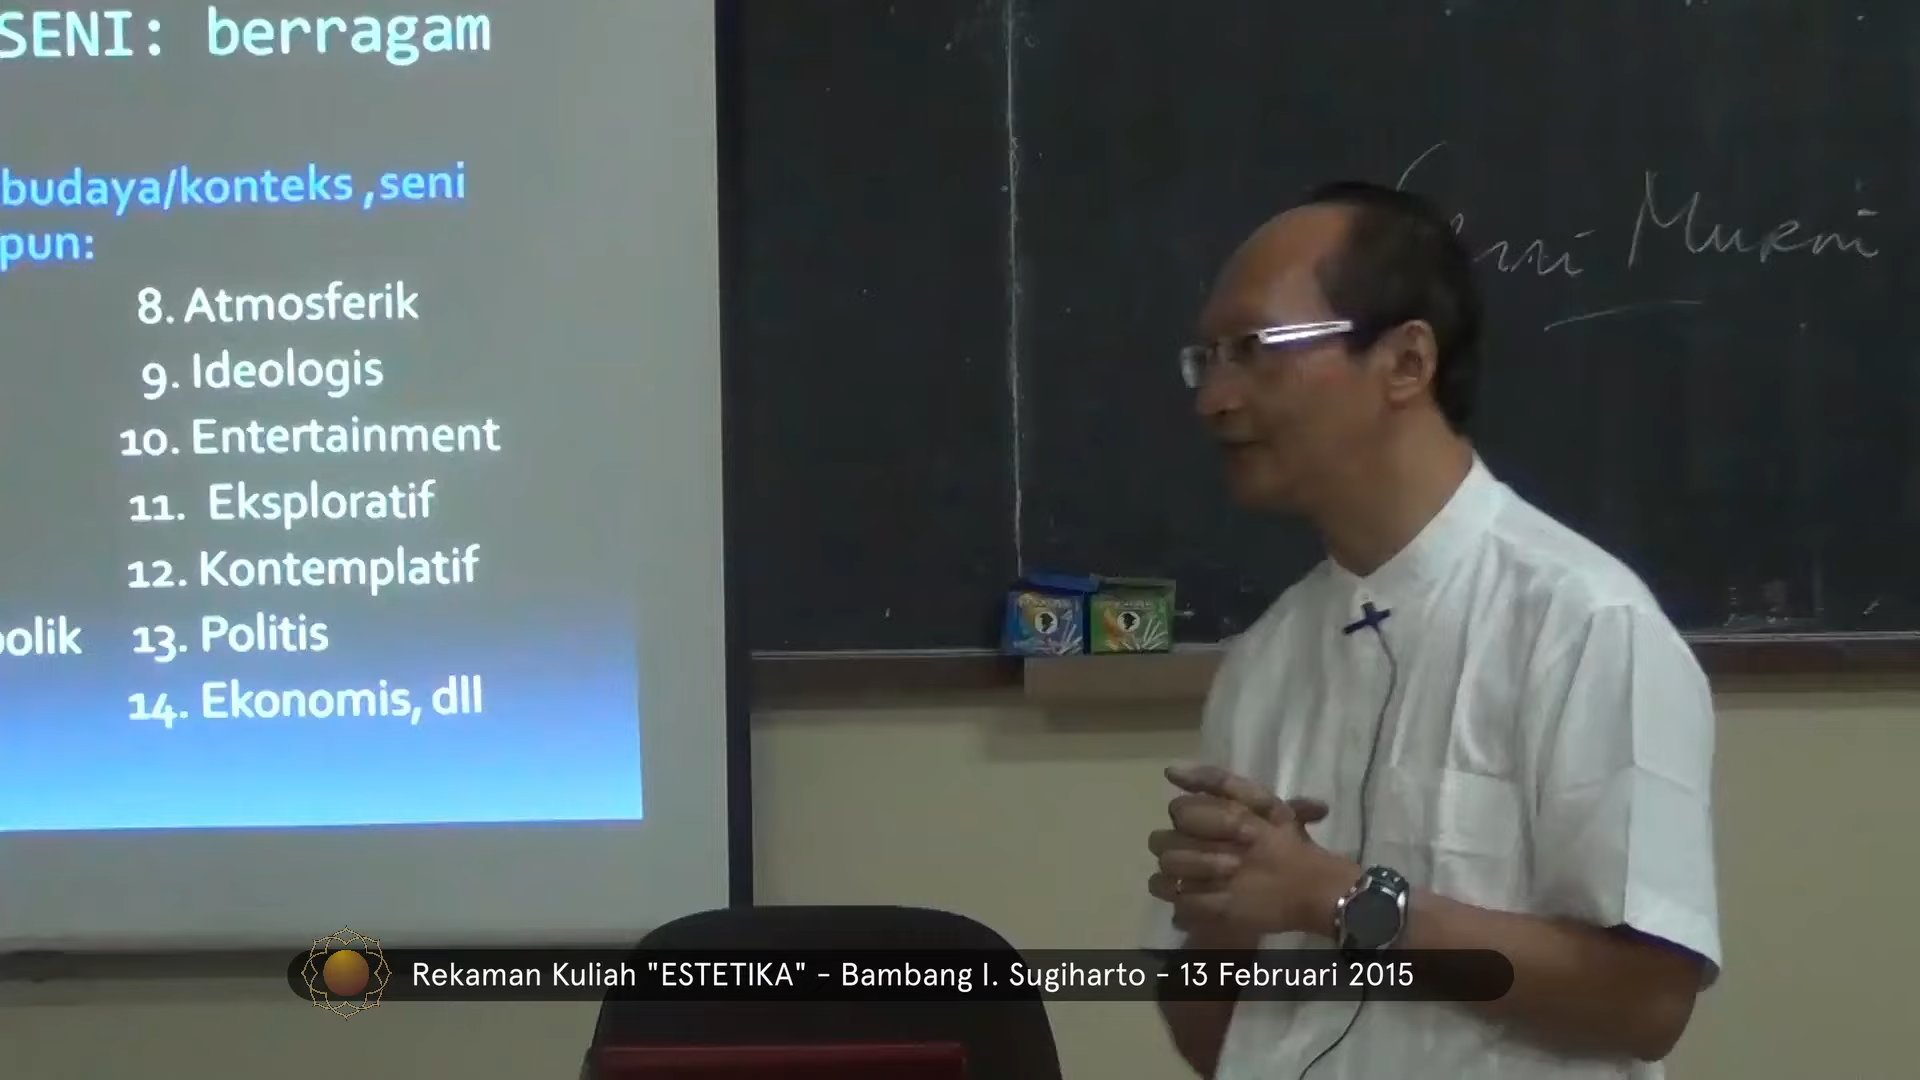 SENI: berragam
budaya/konteks ,seni
pun:
8. Atmosferik
9. Ideologis
10. Entertainment
11. Eksploratif
12. Kontemplatif
13. Politis
14. Ekonomis, dll
Murni
Rekaman Kuliah "ESTETIKA" - Bambang I. Sugiharto - 13 Februari 2015